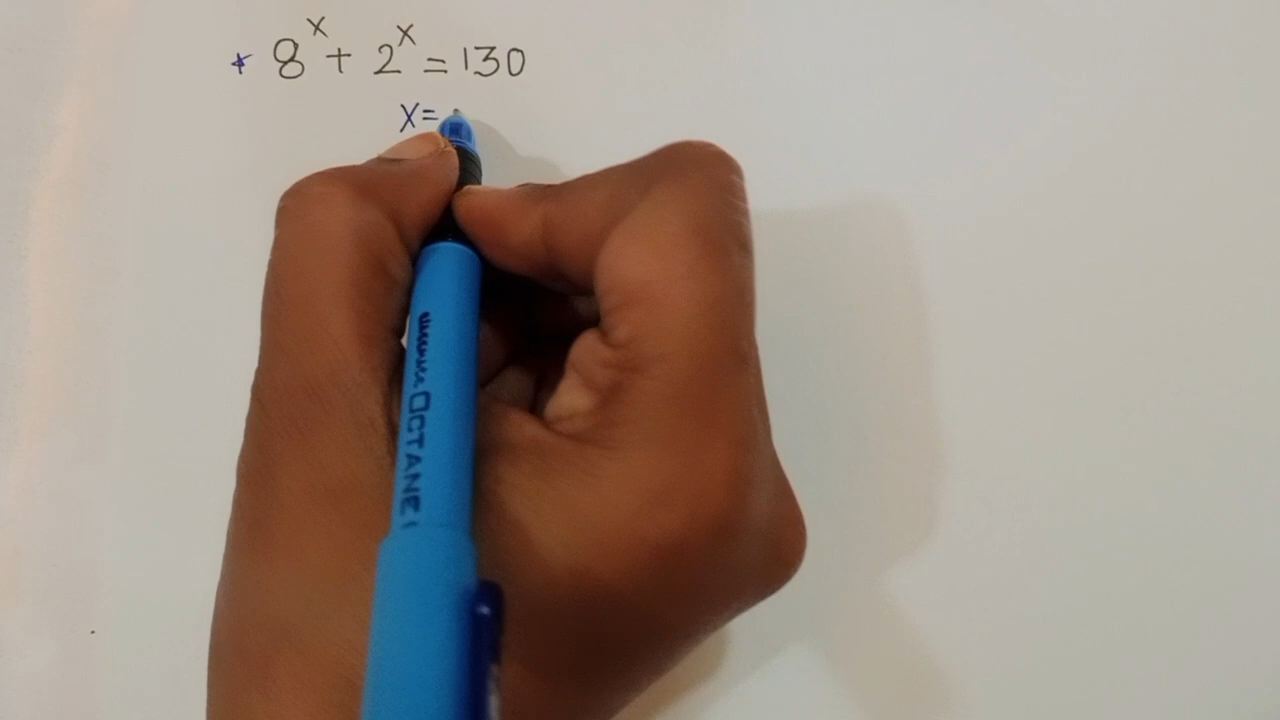 * 8^x + 2^x = 130
x =
OCTANE